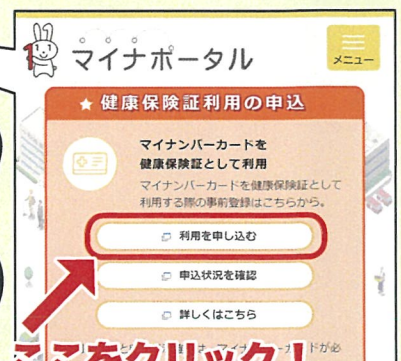 マイナポータル
メニュー
★ 健康保険証利用の申込
マイナンバーカードを
健康保険証として利用
マイナンバーカードを健康保険証として
利用する際の事前登録はこちらから。
利用を申し込む
申込状況を確認
詳しくはこちら
ここをクリック！